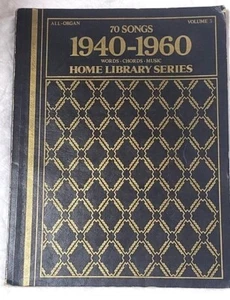 ALL-ORGAN VOLUME 5
70 SONGS
1940-1960
WORDS · CHORDS · MUSIC
HOME LIBRARY SERIES